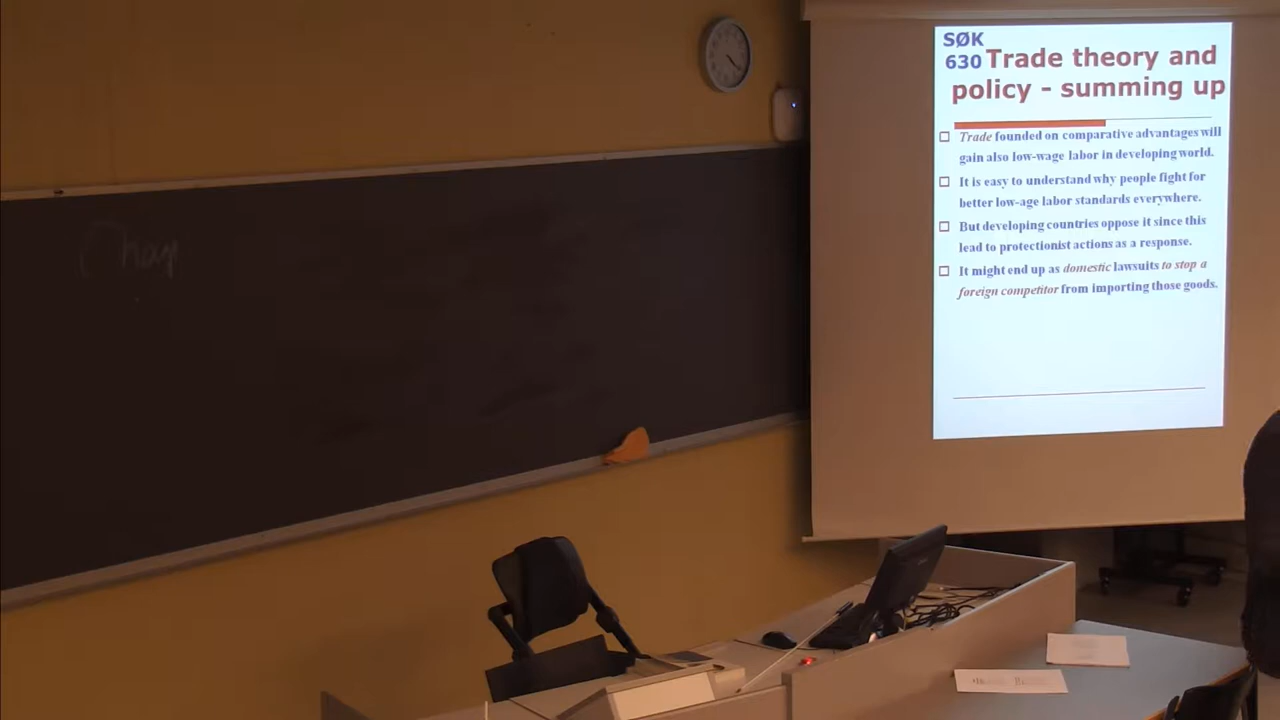 SØK
630 Trade theory and
policy - summing up
Trade founded on comparative advantages will
gain also low-wage labor in developing world.
It is easy to understand why people fight for
better low-age labor standards everywhere.
But developing countries oppose it since this
lead to protectionist actions as a response.
It might end up as domestic lawsuits to stop a
foreign competitor from importing those goods.